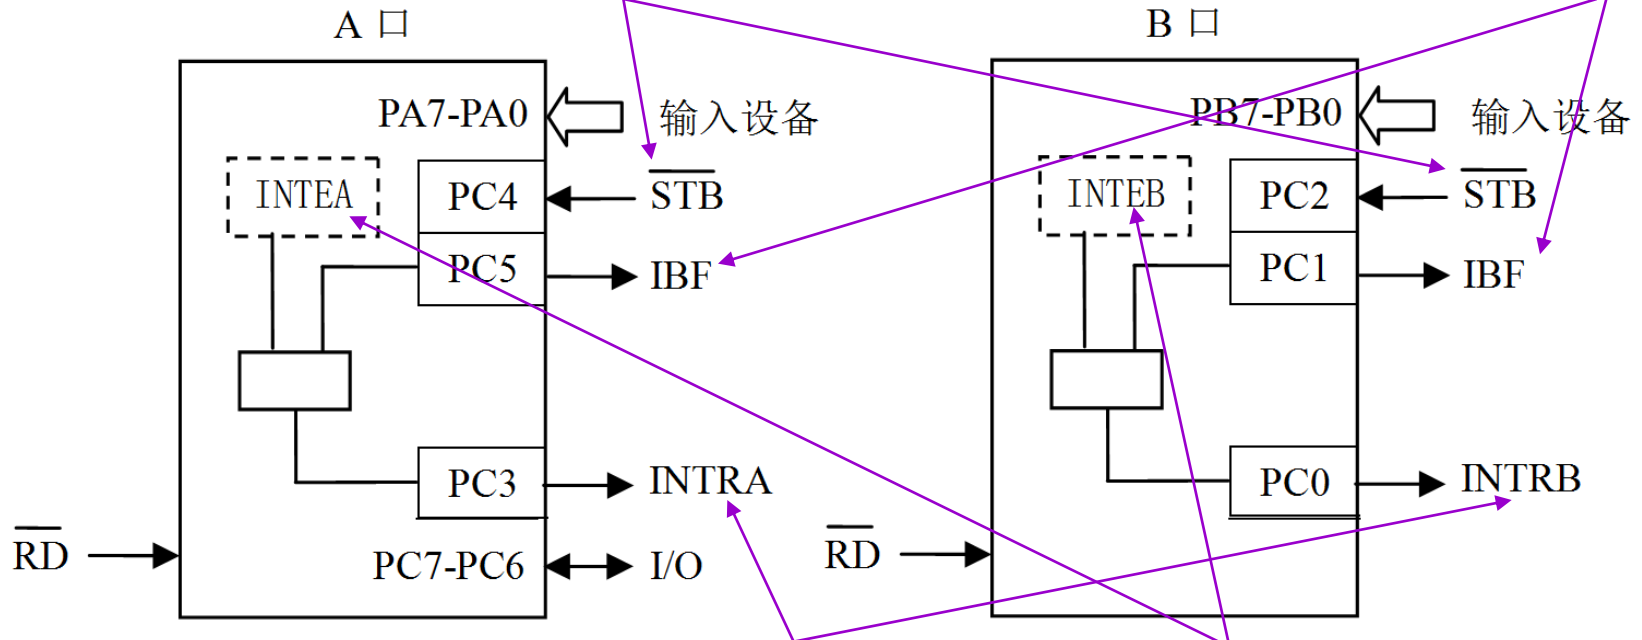 A 口
PA7-PA0
输入设备
INTEA
PC4
STB
PC5
IBF
PC3
INTRA
RD
PC7-PC6
I/O
B 口
PB7-PB0
输入设备
INTEB
PC2
STB
PC1
IBF
PC0
INTRB
RD